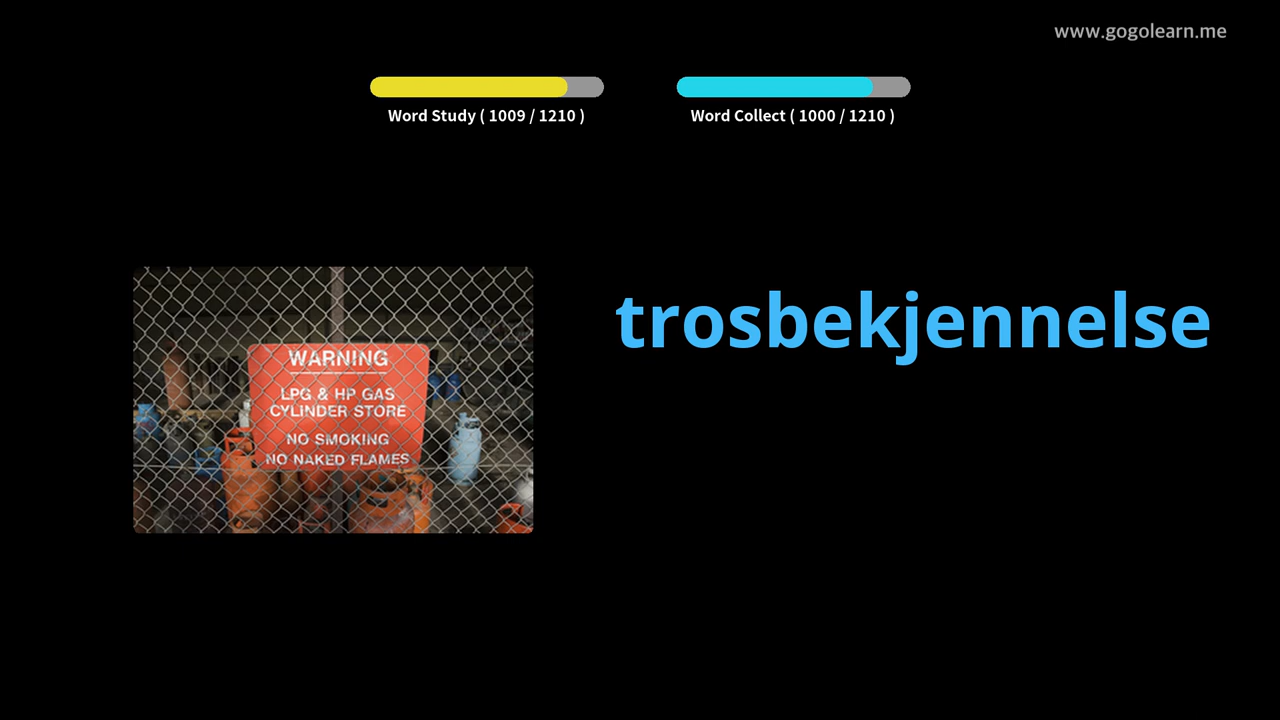 www.gogolearn.me
Word Study ( 1009 / 1210 )
Word Collect ( 1000 / 1210 )
trosbekjennelse
WARNING
LPG & HP GAS
CYLINDER STORE
NO SMOKING
NO NAKED FLAMES